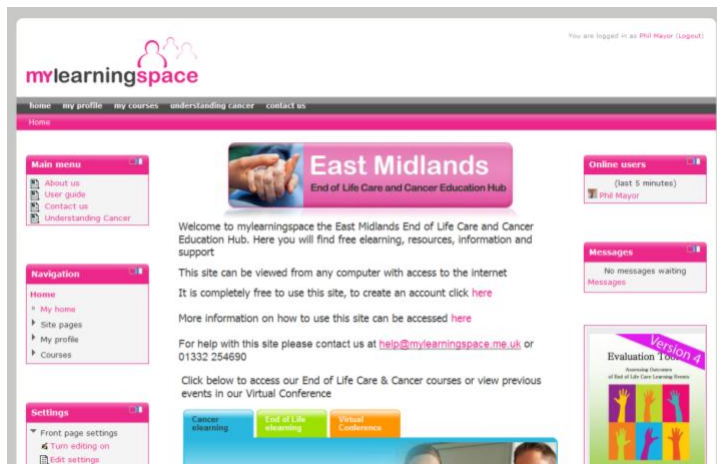 You are logged in as Phil Mayor (Logout)
mylearningspace
home my profile my courses understanding cancer contact us
Home
Main menu
About us
User guide
Contact us
Understanding Cancer
Navigation
Home
My home
Site pages
My profile
Courses
Settings
Front page settings
Turn editing on
Edit settings
East Midlands
End of Life Care and Cancer Education Hub
Welcome to mylearningspace the East Midlands End of Life Care and Cancer
Education Hub. Here you will find free elearning, resources, information and
support
This site can be viewed from any computer with access to the internet
It is completely free to use this site, to create an account click here
More information on how to use this site can be accessed here
For help with this site please contact us at help@mylearningspace.me.uk or
01332 254690
Click below to access our End of Life Care & Cancer courses or view previous
events in our Virtual Conference
Cancer
elearning
End of Life
elearning
Virtual
Conference
Online users
(last 5 minutes)
Phil Mayor
Messages
No messages waiting
Messages
Version 4
Evaluation
Assessing Outcomes
of End of Life Care Learning Events